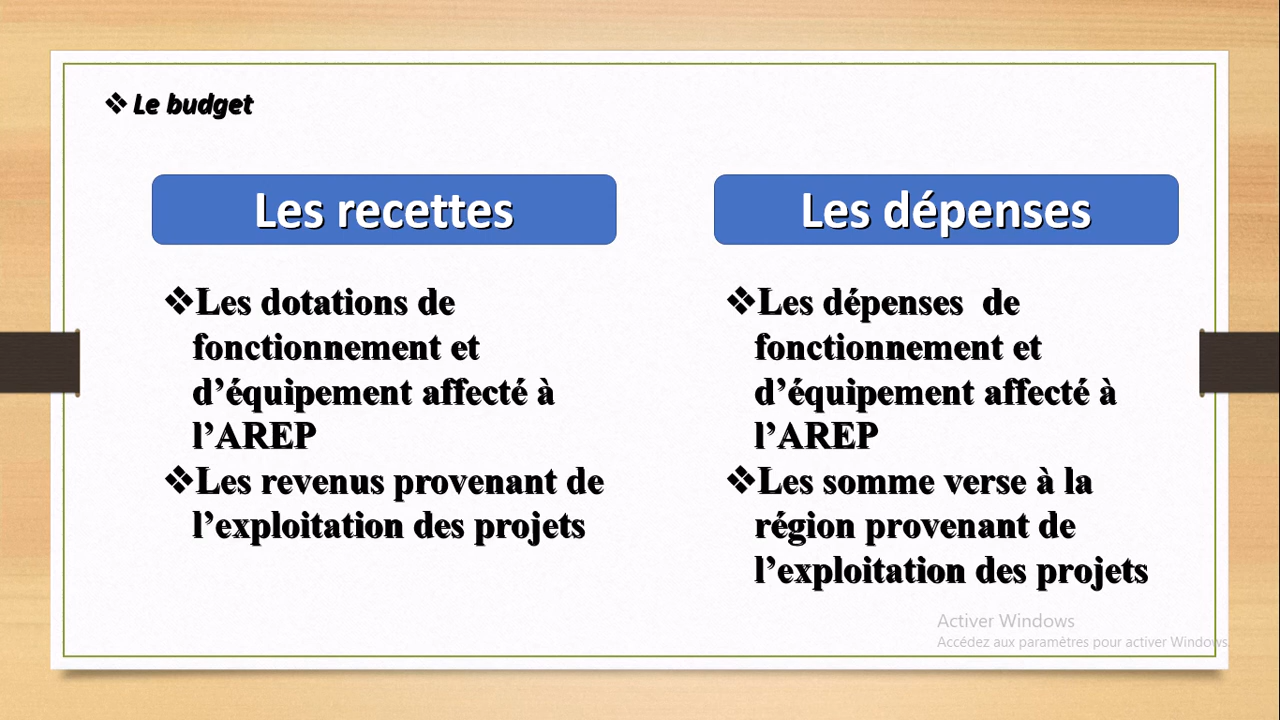 ❖ Le budget
Les recettes
❖Les dotations de
fonctionnement et
d’équipement affecté à
l’AREP
❖Les revenus provenant de
l’exploitation des projets
Les dépenses
❖Les dépenses  de
fonctionnement et
d’équipement affecté à
l’AREP
❖Les somme verse à la
région provenant de
l’exploitation des projets
Activer Windows
Accédez aux paramètres pour activer Windows.